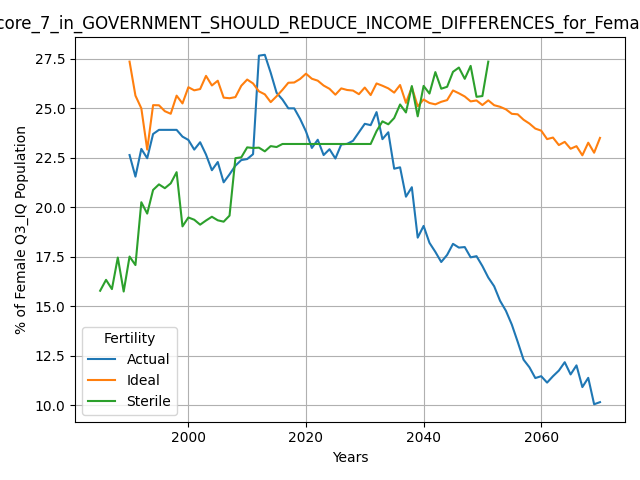 core_7_in_GOVERNMENT_SHOULD_REDUCE_INCOME_DIFFERENCES_for_Fema
% of Female Q3_IQ Population
27.5
25.0
22.5
20.0
17.5
15.0
12.5
10.0
Fertility
Actual
Ideal
Sterile
2000
2020
2040
2060
Years